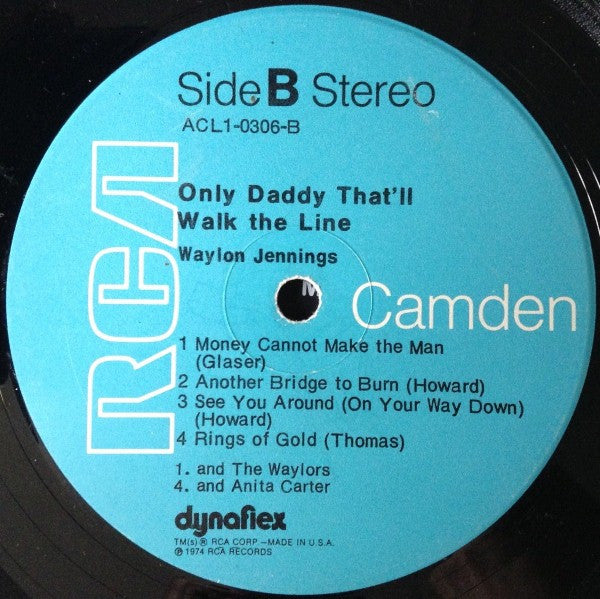 Side B Stereo
ACL1-0306-B
RCA
Only Daddy That'll
Walk the Line
Waylon Jennings
Camden
1 Money Cannot Make the Man
(Glaser)
2 Another Bridge to Burn (Howard)
3 See You Around (On Your Way Down)
(Howard)
4 Rings of Gold (Thomas)
1. and The Waylors
4. and Anita Carter
dynaflex
TM(s) ® RCA CORP.—MADE IN U.S.A.
℗ 1974 RCA RECORDS